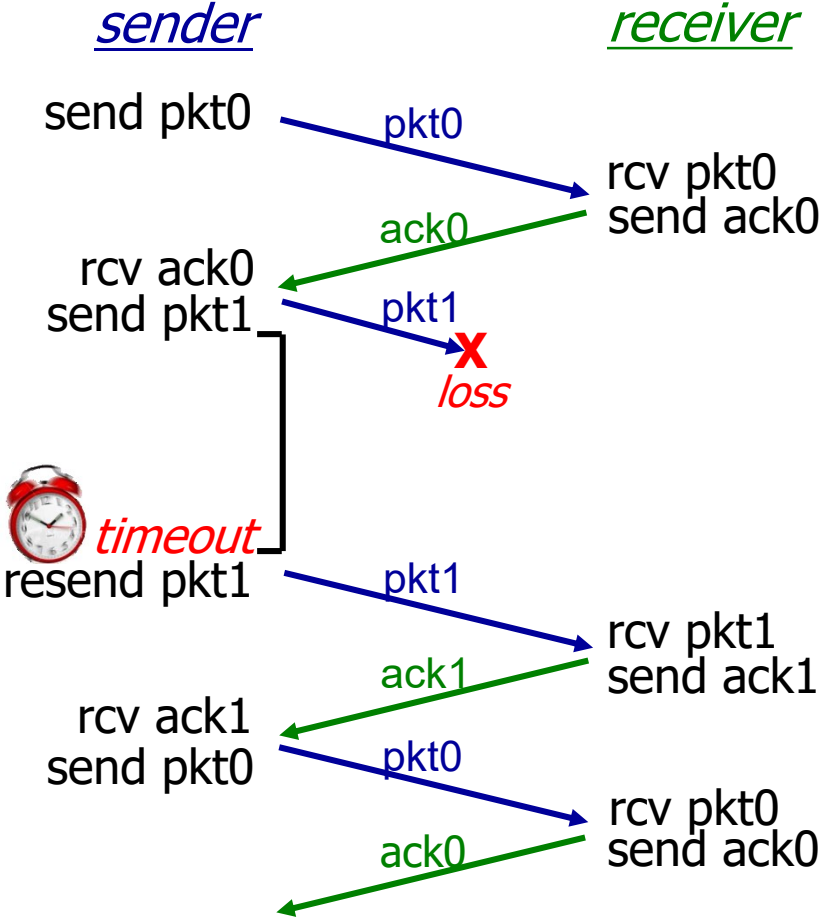 sender
receiver
send pkt0
pkt0
rcv pkt0
send ack0
ack0
rcv ack0
send pkt1
pkt1
X
loss
timeout
resend pkt1
pkt1
rcv pkt1
send ack1
ack1
rcv ack1
send pkt0
pkt0
rcv pkt0
send ack0
ack0